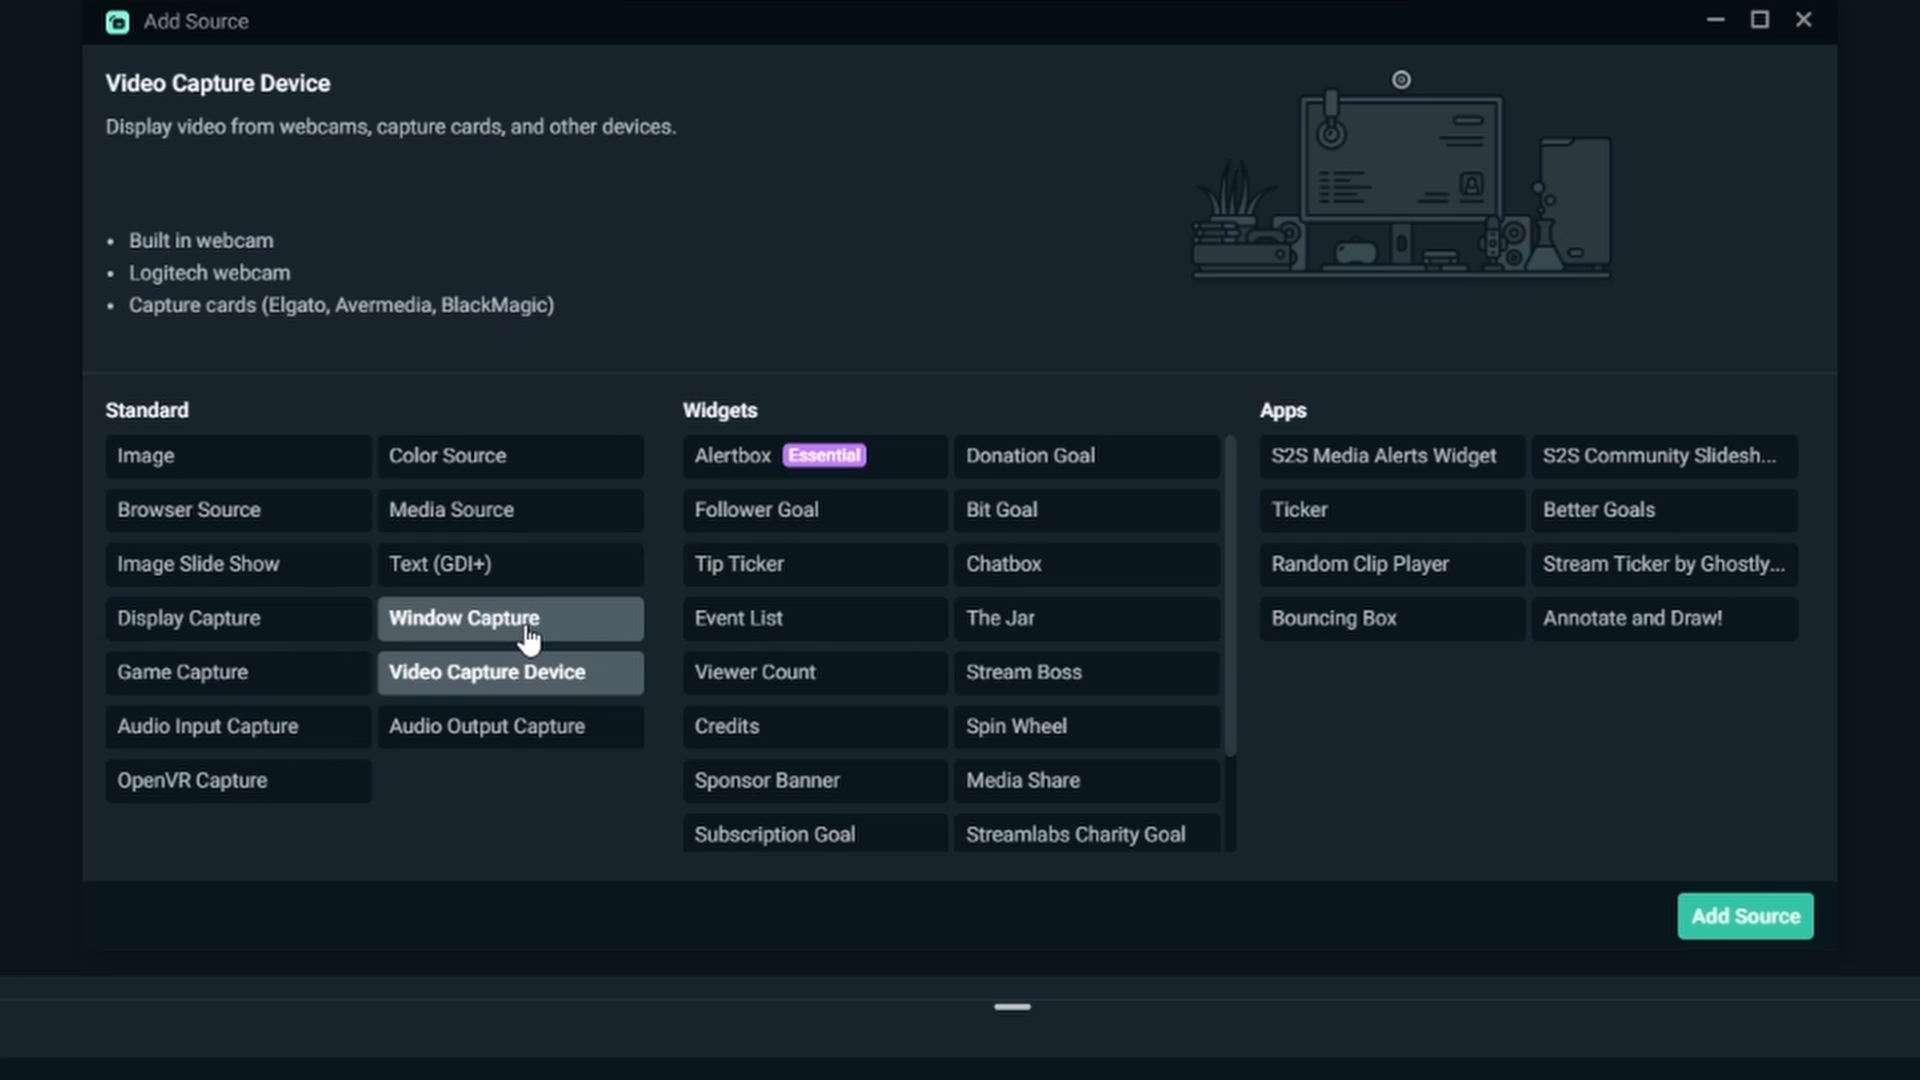 Add Source
Video Capture Device
Display video from webcams, capture cards, and other devices.
• Built in webcam
• Logitech webcam
• Capture cards (Elgato, Avermedia, BlackMagic)
Standard
Image
Color Source
Browser Source
Media Source
Image Slide Show
Text (GDI+)
Display Capture
Window Capture
Game Capture
Video Capture Device
Audio Input Capture
Audio Output Capture
OpenVR Capture
Widgets
Alertbox Essential
Donation Goal
Follower Goal
Bit Goal
Tip Ticker
Chatbox
Event List
The Jar
Viewer Count
Stream Boss
Credits
Spin Wheel
Sponsor Banner
Media Share
Subscription Goal
Streamlabs Charity Goal
Apps
S2S Media Alerts Widget
S2S Community Slidesh...
Ticker
Better Goals
Random Clip Player
Stream Ticker by Ghostly...
Bouncing Box
Annotate and Draw!
Add Source